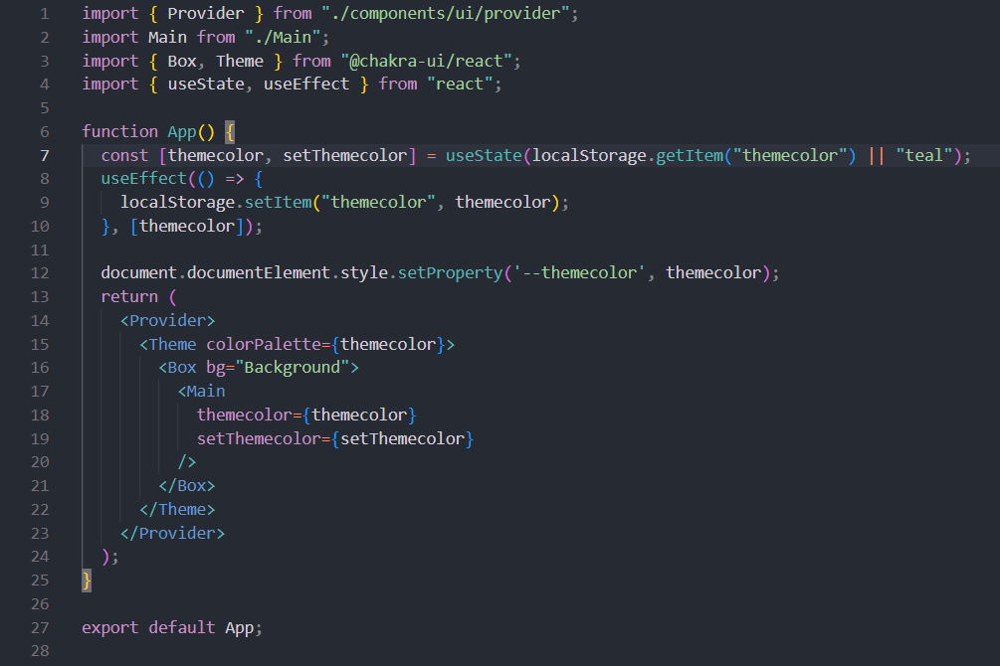 1 import { Provider } from "./components/ui/provider";
2 import Main from "./Main";
3 import { Box, Theme } from "@chakra-ui/react";
4 import { useState, useEffect } from "react";
5
6 function App() {
7   const [themecolor, setThemecolor] = useState(localStorage.getItem("themecolor") || "teal");
8   useEffect(() => {
9     localStorage.setItem("themecolor", themecolor);
10   }, [themecolor]);
11
12   document.documentElement.style.setProperty('--themecolor', themecolor);
13   return (
14     <Provider>
15       <Theme colorPalette={themecolor}>
16         <Box bg="Background">
17           <Main
18             themecolor={themecolor}
19             setThemecolor={setThemecolor}
20           />
21         </Box>
22       </Theme>
23     </Provider>
24   );
25 }
26
27 export default App;
28